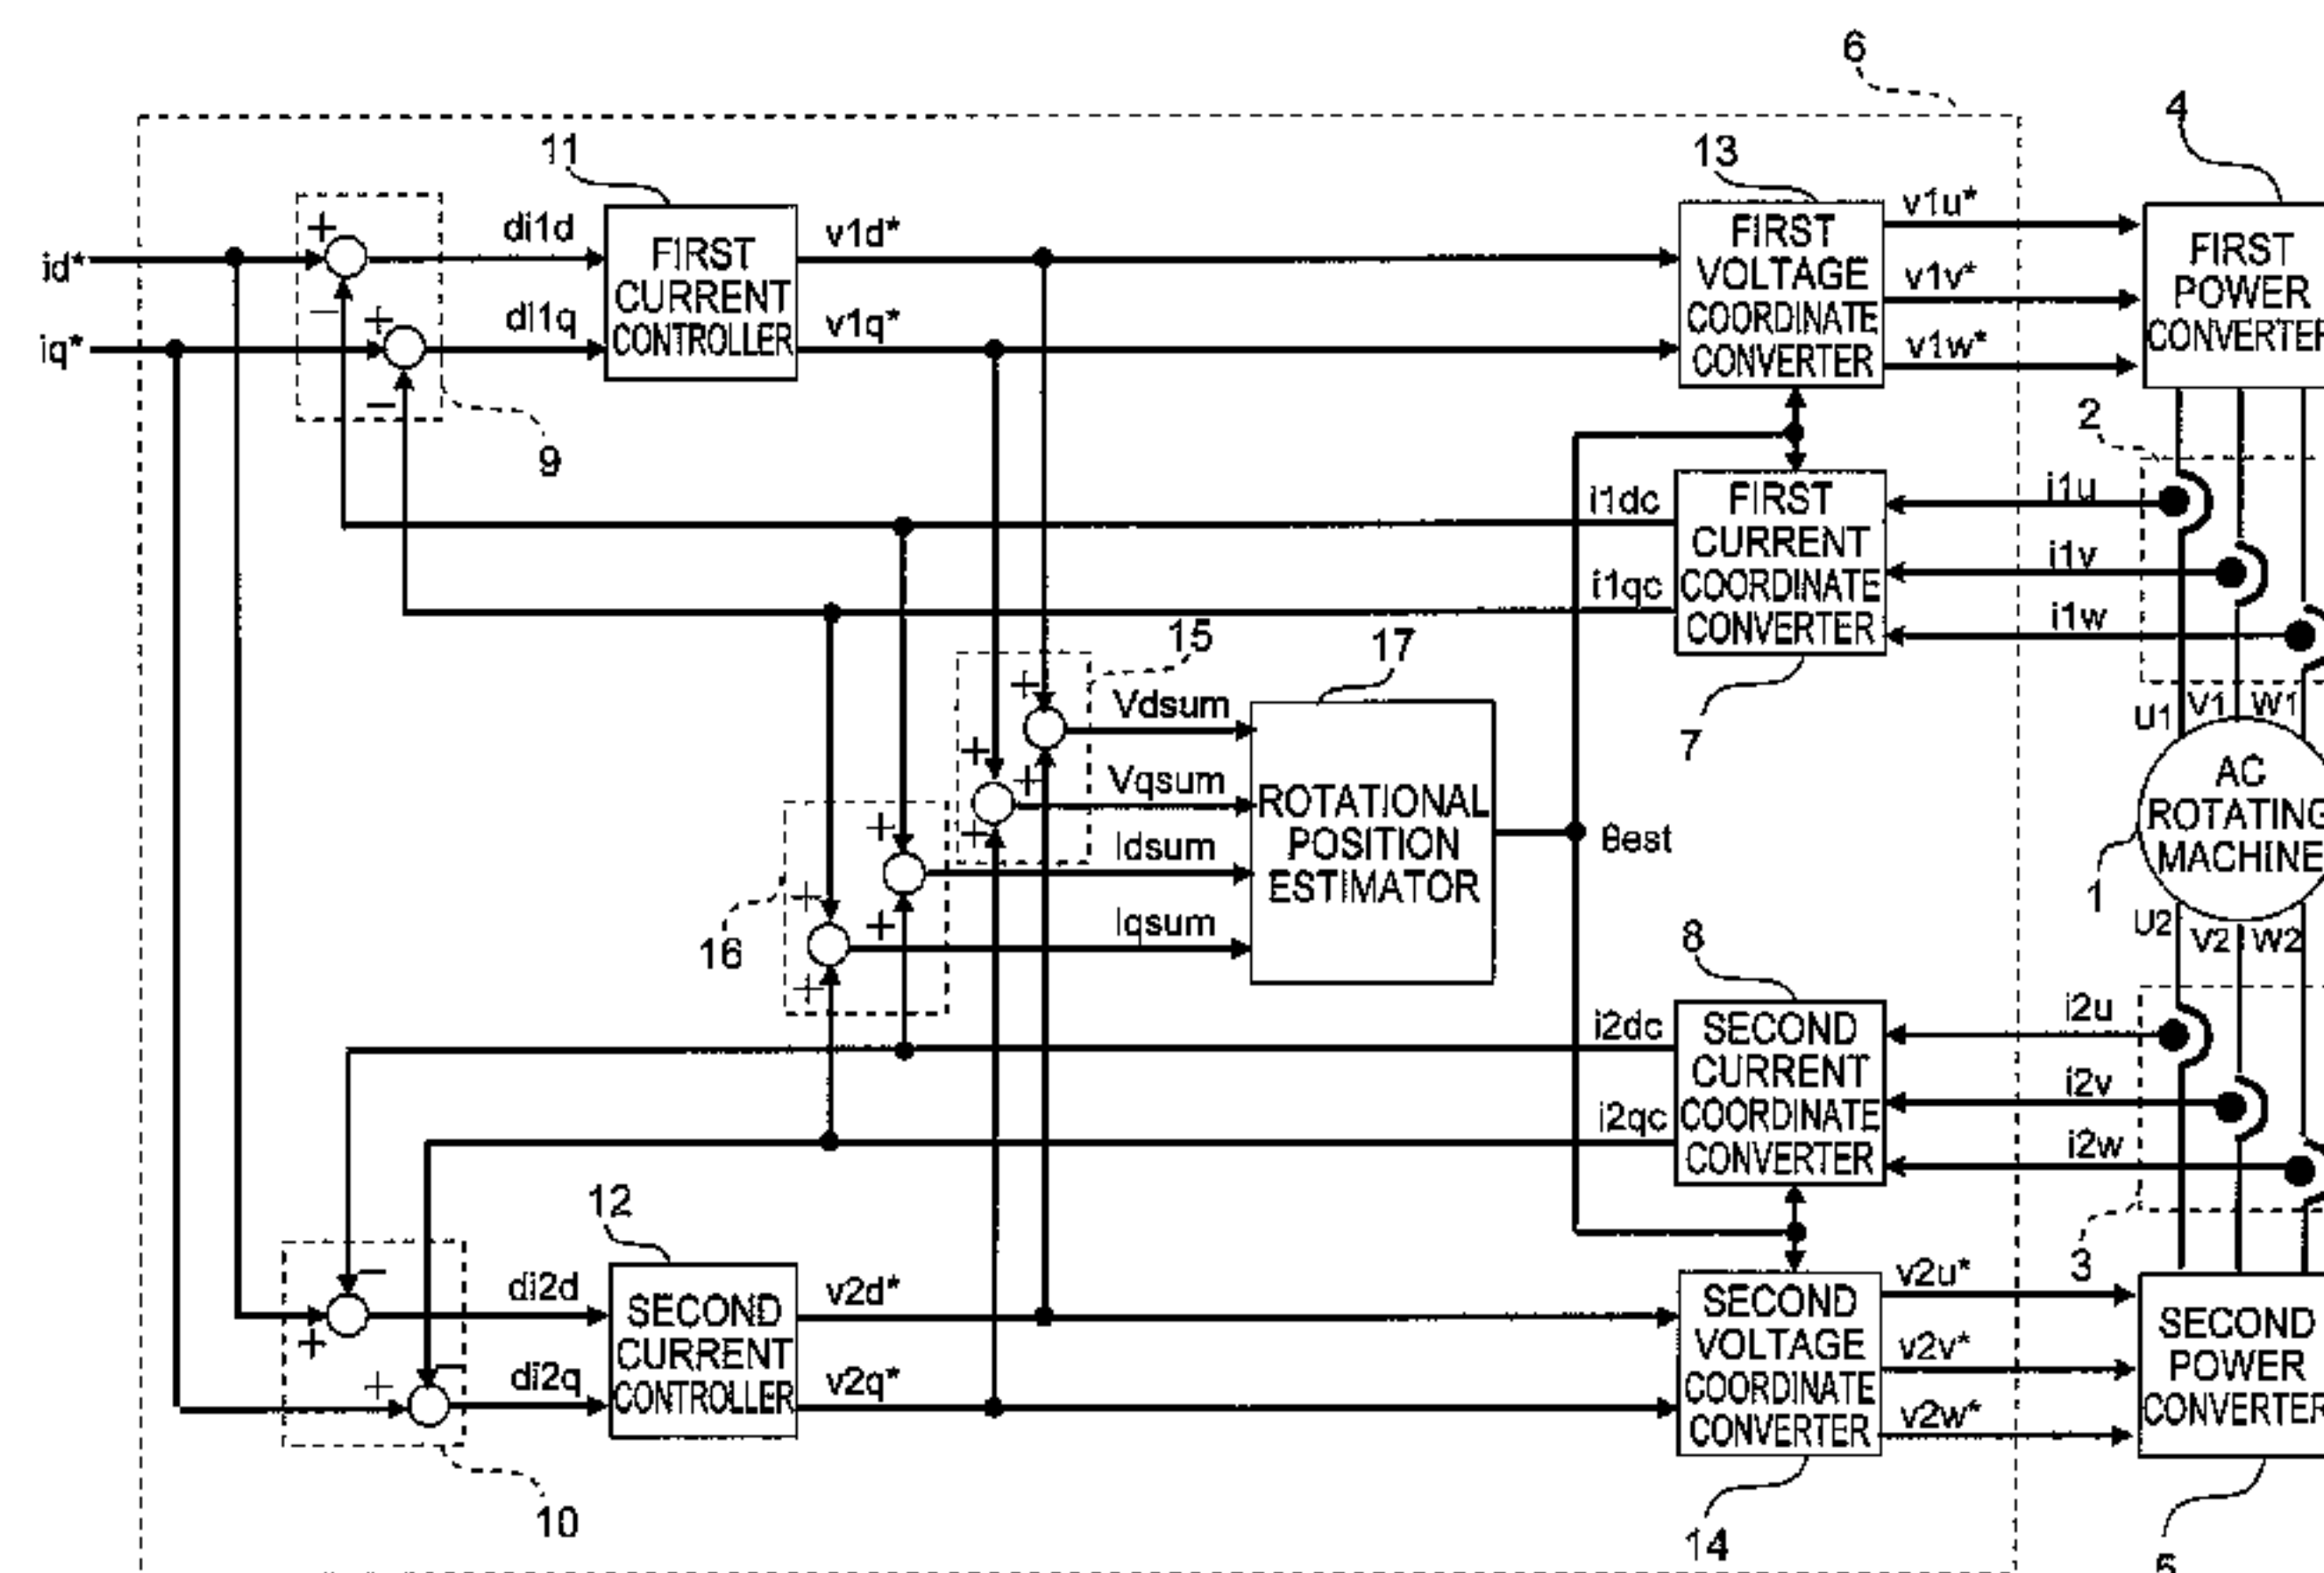 6
4
11
13
id*
+
di1d
FIRST
CURRENT
CONTROLLER
v1d*
FIRST
VOLTAGE
COORDINATE
CONVERTER
v1u*
v1v*
v1w*
FIRST
POWER
CONVERTER
iq*
−
+
di1q
v1q*
−
9
2
i1dc
i1qc
FIRST
CURRENT
COORDINATE
CONVERTER
i1u
i1v
i1w
7
15
17
U1
V1
W1
+
+
+
+
Vdsum
Vqsum
Idsum
Iqsum
ROTATIONAL
POSITION
ESTIMATOR
θest
AC
ROTATING
MACHINE
1
+
+
+
+
16
U2
V2
W2
8
i2dc
i2qc
SECOND
CURRENT
COORDINATE
CONVERTER
i2u
i2v
i2w
3
12
−
+
di2d
SECOND
CURRENT
CONTROLLER
v2d*
SECOND
VOLTAGE
COORDINATE
CONVERTER
v2u*
v2v*
v2w*
SECOND
POWER
CONVERTER
−
+
di2q
v2q*
10
14
5